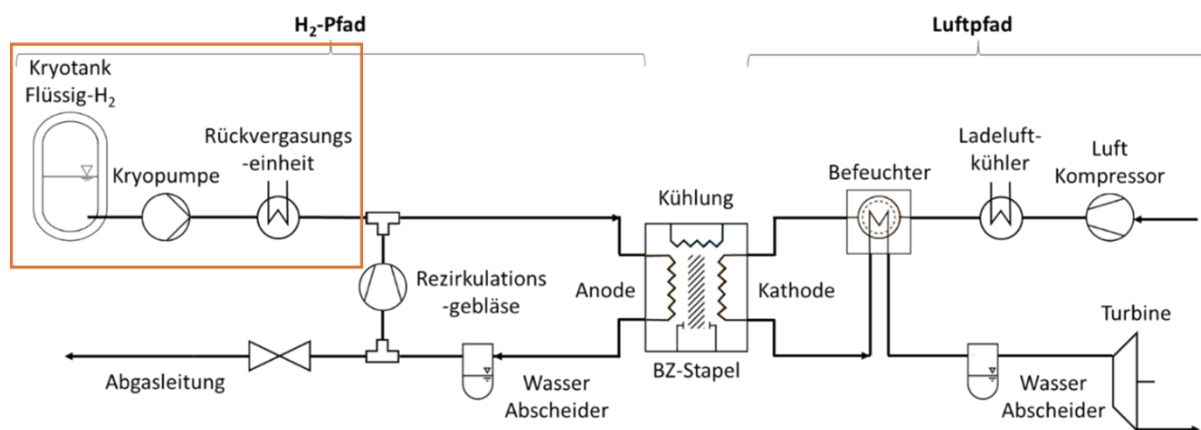 H₂-Pfad
Luftpfad
Kryotank
Flüssig-H₂
Rückvergasungs
-einheit
Kryopumpe
Ladeluft-
kühler
Luft
Kompressor
Befeuchter
Kühlung
Rezirkulations
-gebläse
Anode
Kathode
Turbine
BZ-Stapel
Abgasleitung
Wasser
Abscheider
Wasser
Abscheider